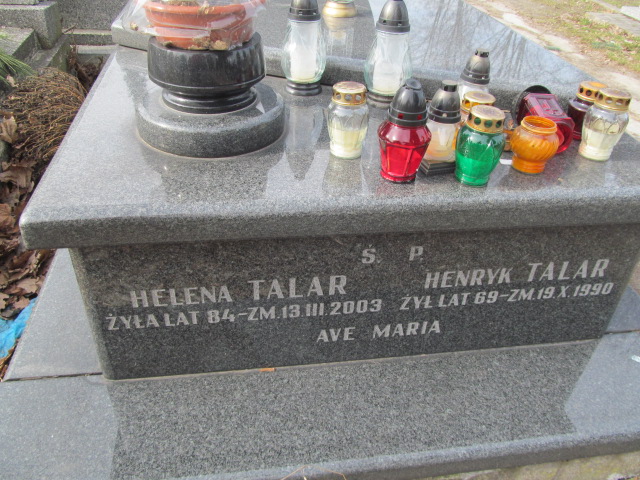 Ś. P.
HELENA TALAR
ŻYŁA LAT 84-ZM.13.III.2003
HENRYK TALAR
ŻYŁ LAT 69-ZM.19.X.1990
AVE MARIA